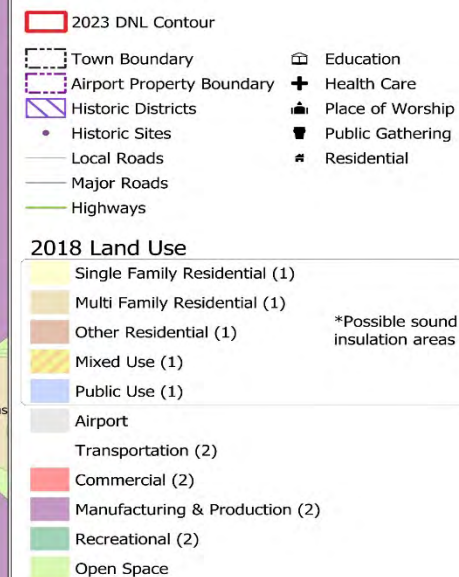 2023 DNL Contour
Town Boundary
Airport Property Boundary
Historic Districts
Historic Sites
Local Roads
Major Roads
Highways
Education
Health Care
Place of Worship
Public Gathering
Residential
2018 Land Use
Single Family Residential (1)
Multi Family Residential (1)
Other Residential (1)
Mixed Use (1)
Public Use (1)
*Possible sound
insulation areas
Airport
Transportation (2)
Commercial (2)
Manufacturing & Production (2)
Recreational (2)
Open Space